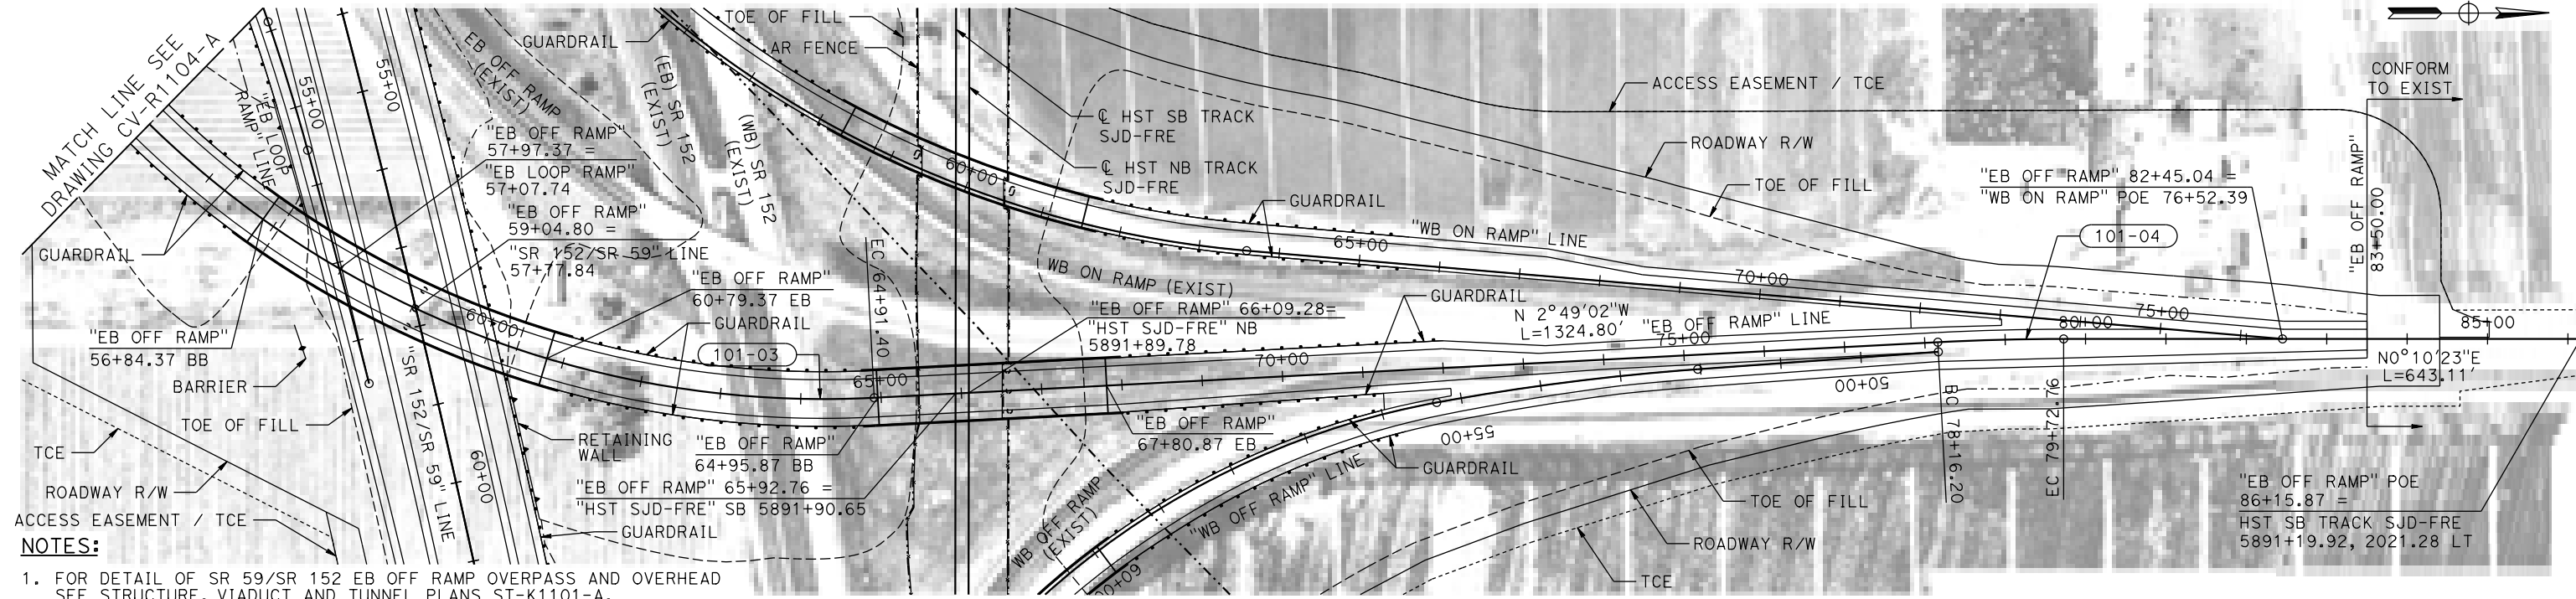 MATCH LINE SEE
DRAWING CV-R1104-A
"EB LOOP
RAMP" LINE
55+00
55+00
EB OFF RAMP
(EXIST)
GUARDRAIL
(EB) SR 152
(EXIST)
(WB) SR 152
(EXIST)
TOE OF FILL
AR FENCE
℄ HST SB TRACK
SJD-FRE
℄ HST NB TRACK
SJD-FRE
60+00
ACCESS EASEMENT / TCE
ROADWAY R/W
TOE OF FILL
CONFORM
TO EXIST
"EB OFF RAMP"
83+50.00
"EB OFF RAMP" 82+45.04 =
"WB ON RAMP" POE 76+52.39
101-04
"EB OFF RAMP"
57+97.37 =
"EB LOOP RAMP"
57+07.74
"EB OFF RAMP"
59+04.80 =
"SR 152/SR 59" LINE
57+77.84
GUARDRAIL
GUARDRAIL
65+00
"WB ON RAMP" LINE
70+00
75+00
WB ON RAMP (EXIST)
"EB OFF RAMP"
60+79.37 EB
GUARDRAIL
101-03
60+00
EC 64+91.40
65+00
"EB OFF RAMP" 66+09.28=
"HST SJD-FRE" NB
5891+89.78
GUARDRAIL
N 2°49'02"W
L=1324.80'
"EB OFF RAMP" LINE
70+00
75+00
80+00
85+00
N0°10'23"E
L=643.11'
"EB OFF RAMP"
56+84.37 BB
BARRIER
TOE OF FILL
TCE
ROADWAY R/W
ACCESS EASEMENT / TCE
"SR 152/SR 59" LINE
60+00
RETAINING
WALL
"EB OFF RAMP"
64+95.87 BB
"EB OFF RAMP" 65+92.76 =
"HST SJD-FRE" SB 5891+90.65
GUARDRAIL
"EB OFF RAMP"
67+80.87 EB
50+00
55+00
60+00
GUARDRAIL
"WB OFF RAMP" LINE
WB OFF RAMP
(EXIST)
BC 78+16.20
EC 79+72.76
TOE OF FILL
ROADWAY R/W
TCE
"EB OFF RAMP" POE
86+15.87 =
HST SB TRACK SJD-FRE
5891+19.92, 2021.28 LT
NOTES:
1. FOR DETAIL OF SR 59/SR 152 EB OFF RAMP OVERPASS AND OVERHEAD
SEE STRUCTURE, VIADUCT AND TUNNEL PLANS ST-K1101-A.